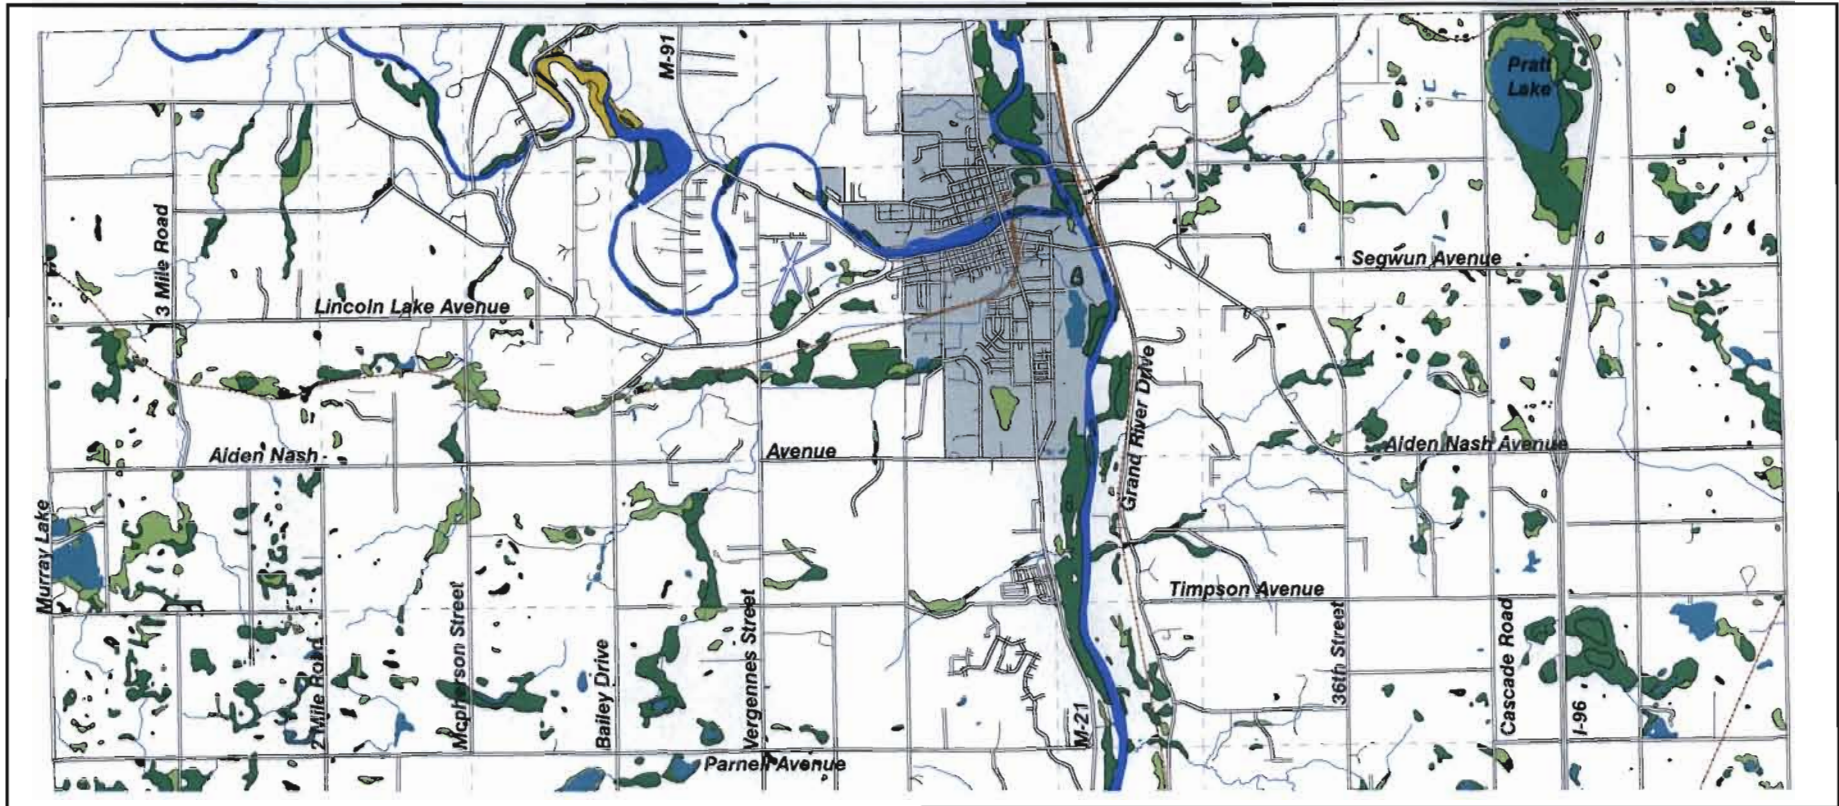 M-91
Pratt
Lake
3 Mile Road
Lincoln Lake Avenue
Segwun Avenue
Grand River Drive
Alden Nash
Avenue
Alden Nash Avenue
Murray Lake
2 Mile Road
Mcpherson Street
Bailey Drive
Vergennes Street
Timpson Avenue
36th Street
Cascade Road
I-96
M-21
Parnell Avenue